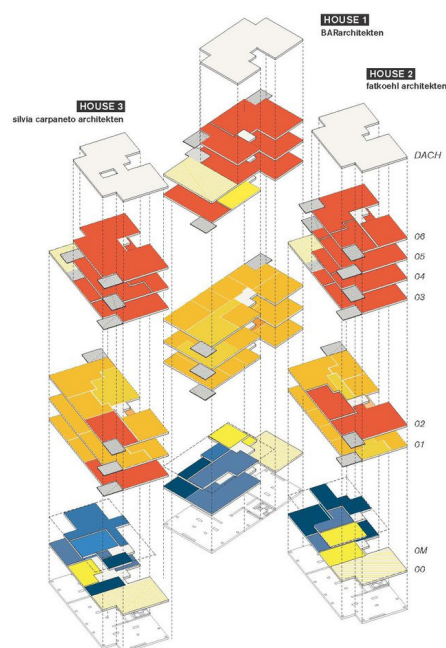 HOUSE 1
BARarchitekten
HOUSE 2
fatkoehl architekten
HOUSE 3
silvia carpaneto architekten
DACH
06
05
04
03
02
01
0M
00